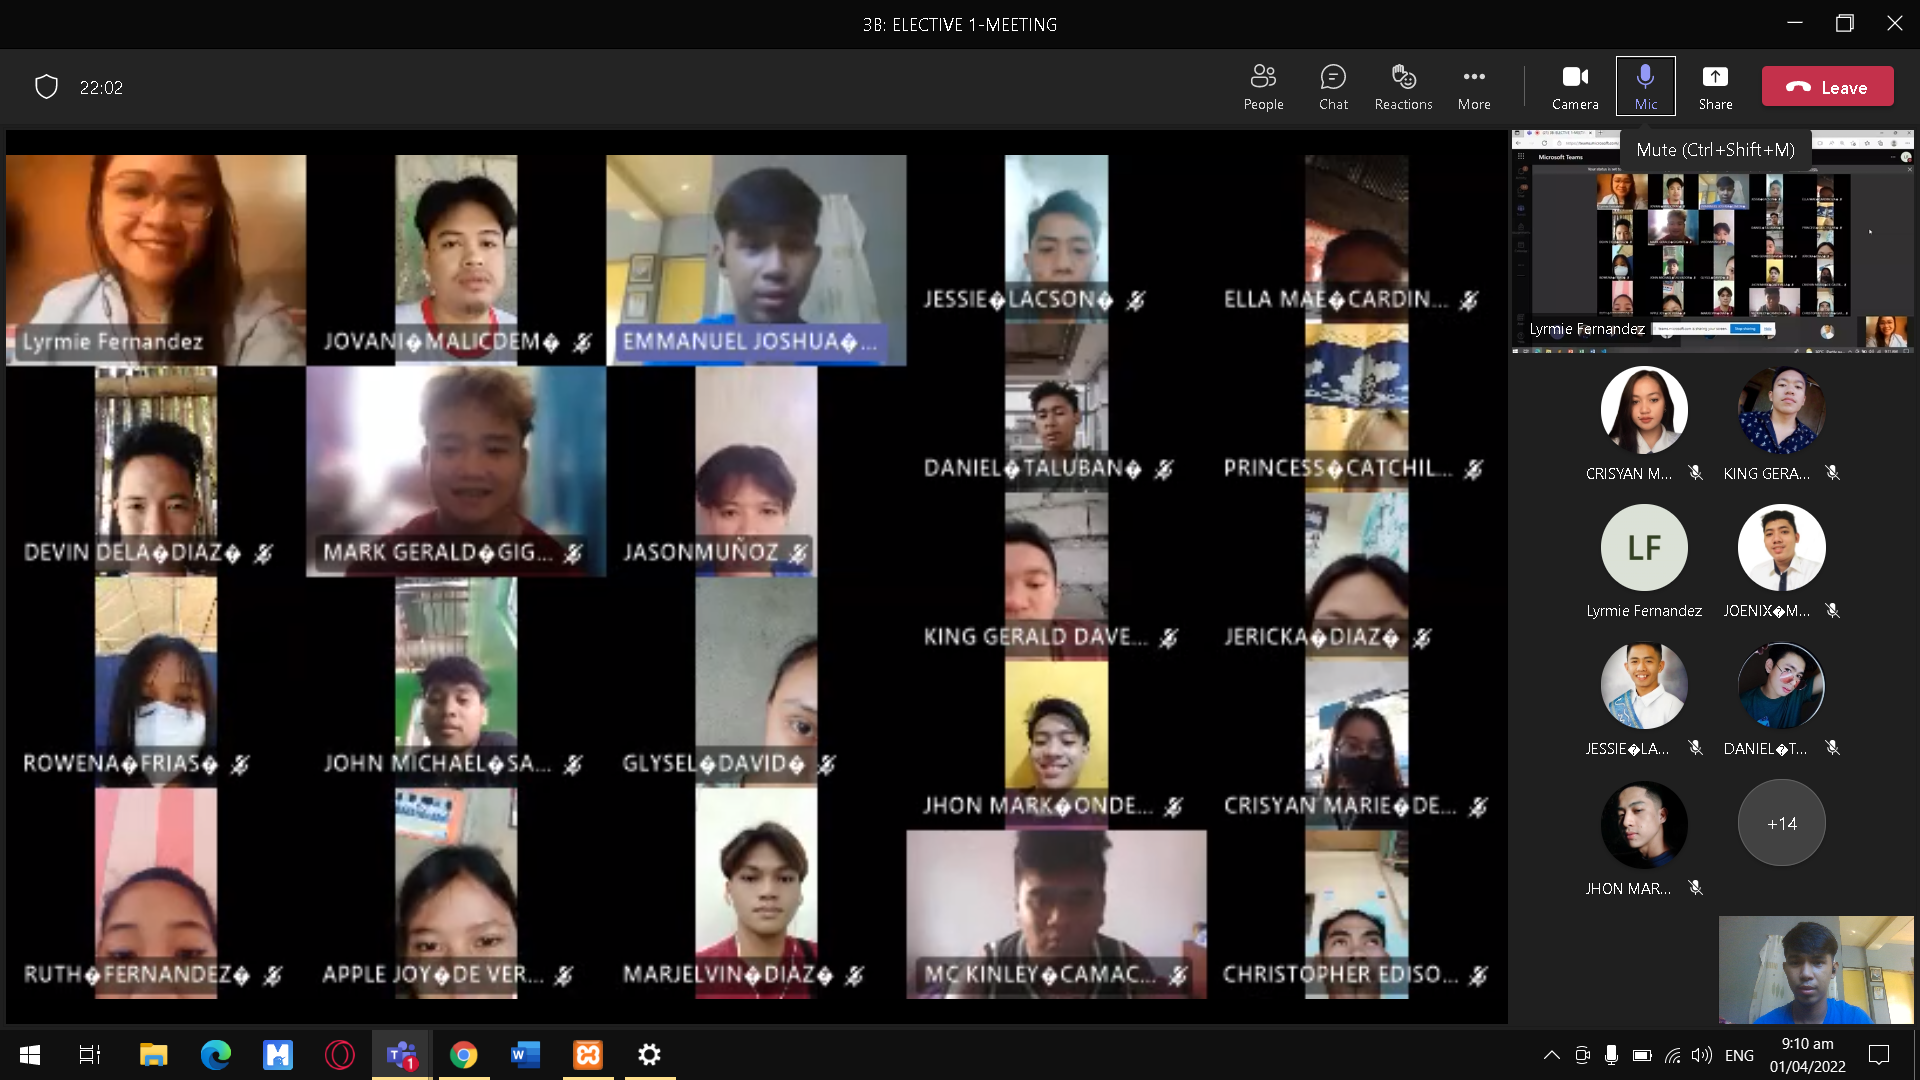 3B: ELECTIVE 1-MEETING
22:02
People
Chat
Reactions
More
Camera
Mic
Share
Leave
Mute (Ctrl+Shift+M)
Microsoft Teams
Lyrmie Fernandez
JOVANI�MALICDEM�
EMMANUEL JOSHUA�...
JESSIE�LACSON�
ELLA MAE�CARDIN...
DEVIN DELA�DIAZ�
MARK GERALD�GIG...
JASONMUÑOZ
DANIEL�TALUBAN�
PRINCESS�CATCHIL...
KING GERALD DAVE...
JERICKA�DIAZ�
ROWENA�FRIAS�
JOHN MICHAEL�SA...
GLYSEL�DAVID�
JHON MARK�ONDE...
CRISYAN MARIE�DE...
RUTH�FERNANDEZ�
APPLE JOY�DE VER...
MARJELVIN�DIAZ�
MC KINLEY�CAMAC...
CHRISTOPHER EDISO...
Lyrmie Fernandez
CRISYAN M...
KING GERA...
LF
Lyrmie Fernandez
JOENIX�M...
JESSIE�LA...
DANIEL�T...
JHON MAR...
+14
1
ENG
9:10 am
01/04/2022